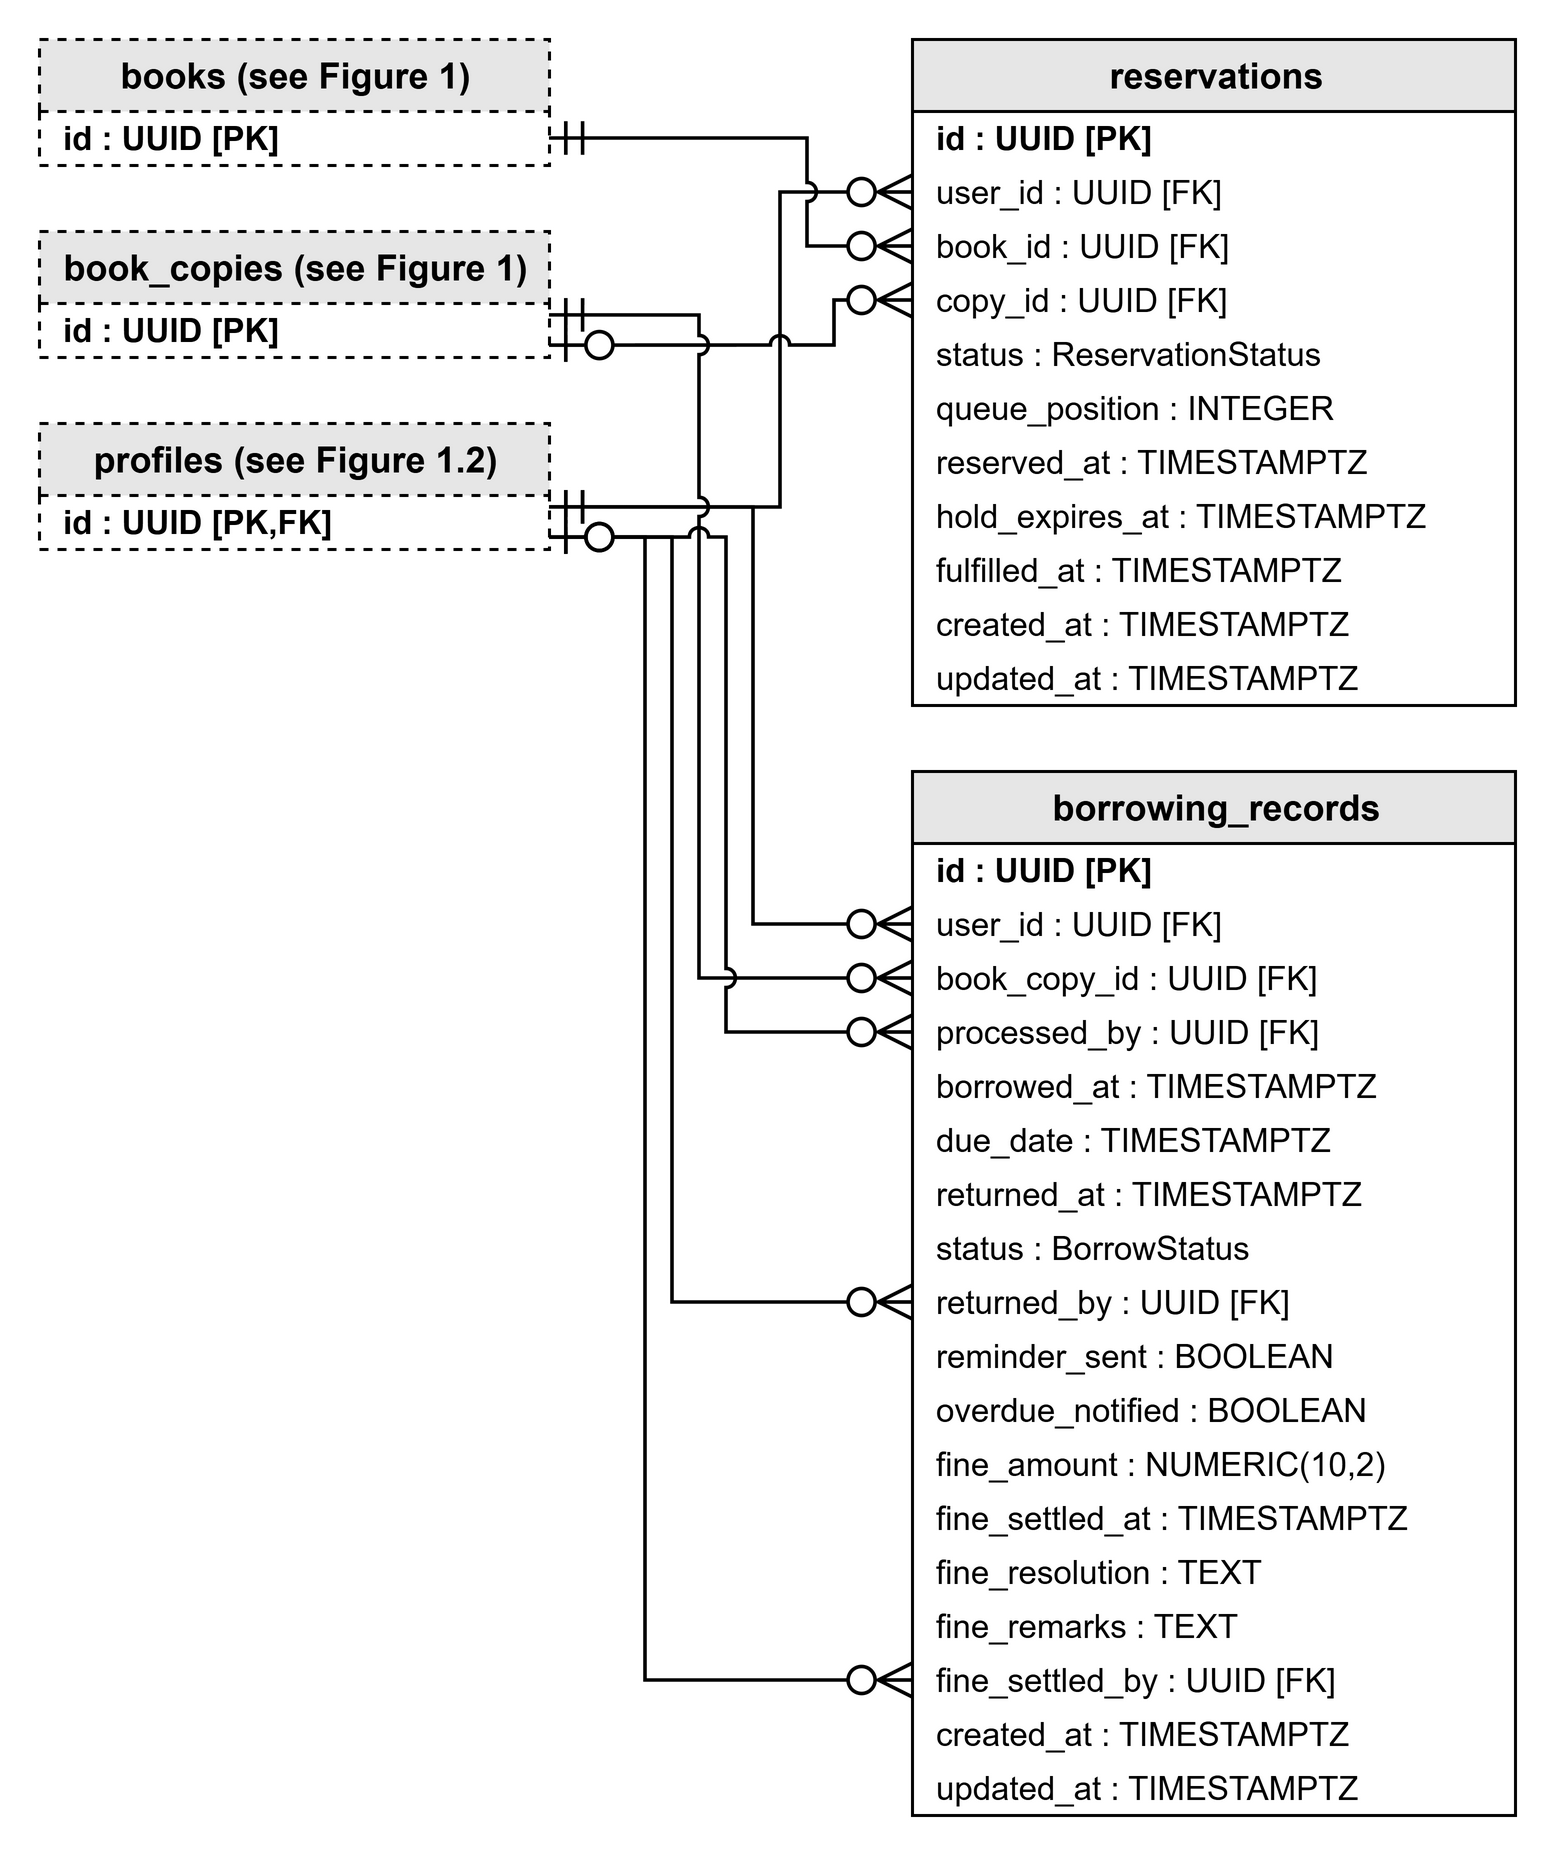 books (see Figure 1)
id : UUID [PK]
book_copies (see Figure 1)
id : UUID [PK]
profiles (see Figure 1.2)
id : UUID [PK,FK]
reservations
id : UUID [PK]
user_id : UUID [FK]
book_id : UUID [FK]
copy_id : UUID [FK]
status : ReservationStatus
queue_position : INTEGER
reserved_at : TIMESTAMPTZ
hold_expires_at : TIMESTAMPTZ
fulfilled_at : TIMESTAMPTZ
created_at : TIMESTAMPTZ
updated_at : TIMESTAMPTZ
borrowing_records
id : UUID [PK]
user_id : UUID [FK]
book_copy_id : UUID [FK]
processed_by : UUID [FK]
borrowed_at : TIMESTAMPTZ
due_date : TIMESTAMPTZ
returned_at : TIMESTAMPTZ
status : BorrowStatus
returned_by : UUID [FK]
reminder_sent : BOOLEAN
overdue_notified : BOOLEAN
fine_amount : NUMERIC(10,2)
fine_settled_at : TIMESTAMPTZ
fine_resolution : TEXT
fine_remarks : TEXT
fine_settled_by : UUID [FK]
created_at : TIMESTAMPTZ
updated_at : TIMESTAMPTZ